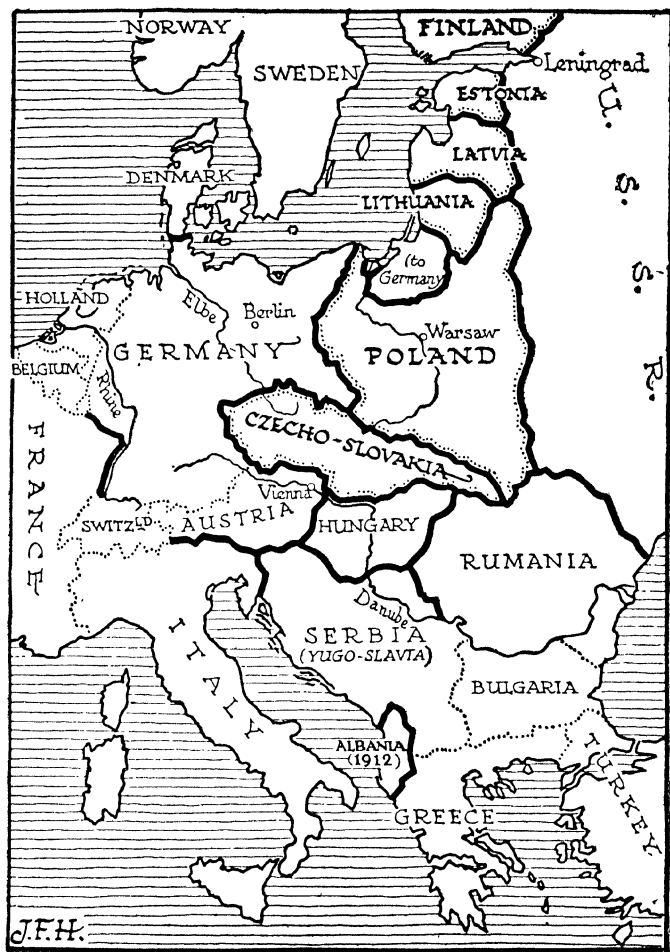 NORWAY
SWEDEN
FINLAND
Leningrad
ESTONIA
U. S. S. R.
LATVIA
DENMARK
LITHUANIA
(to
Germany)
HOLLAND
Elbe
Berlin
Warsaw
GERMANY
POLAND
BELGIUM
Rhine
CZECHO-SLOVAKIA
FRANCE
Vienna
SWITZLD
AUSTRIA
HUNGARY
RUMANIA
Danube
ITALY
SERBIA
(YUGO-SLAVIA)
BULGARIA
ALBANIA
(1912)
TURKEY
GREECE
J.F.H.